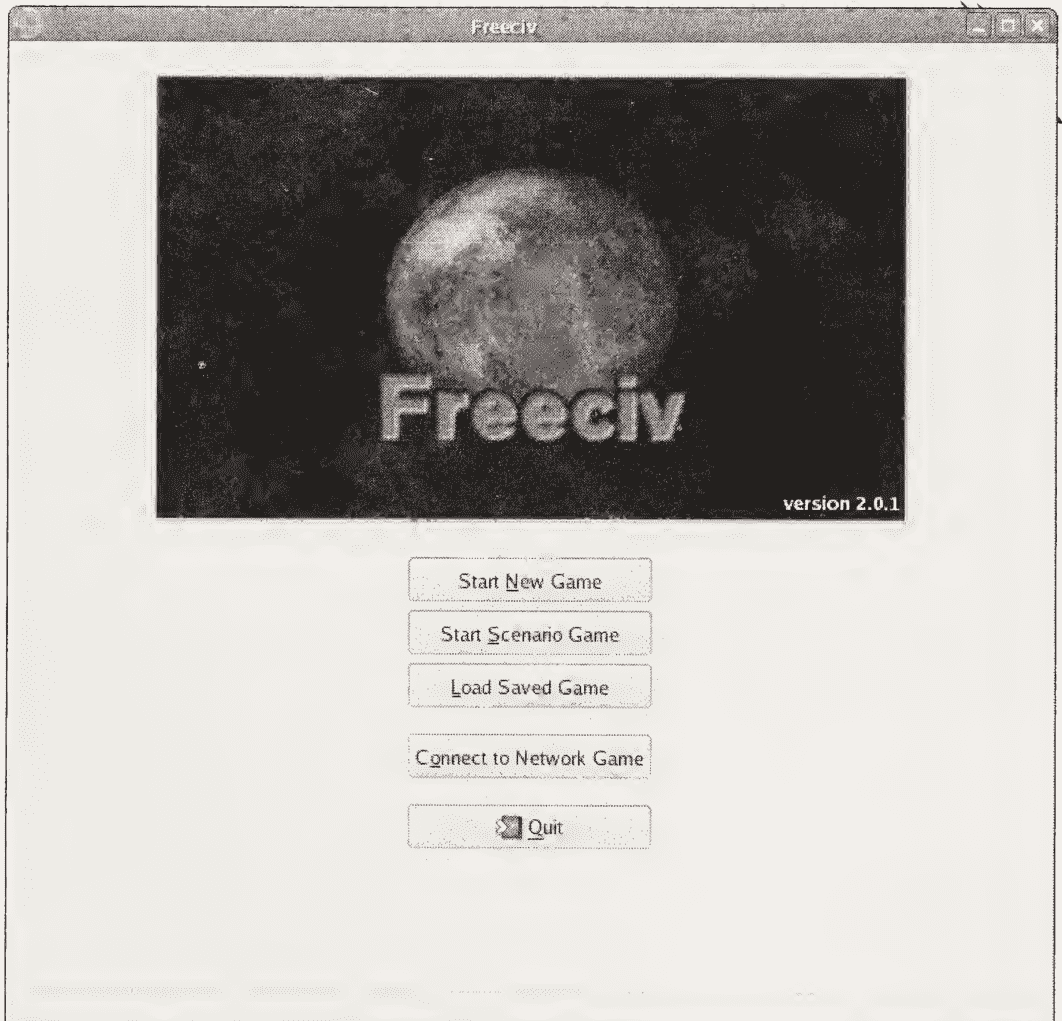 Freeciv
Freeciv
version 2.0.1
Start New Game
Start Scenario Game
Load Saved Game
Connect to Network Game
Quit